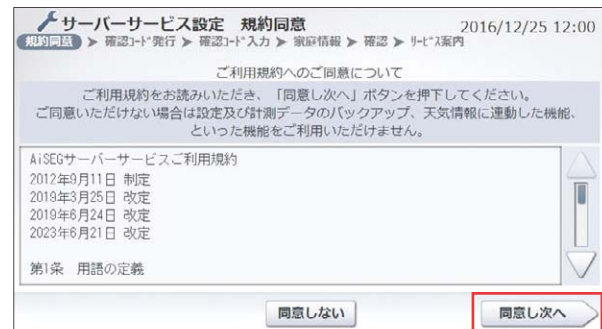 サーバーサービス設定　規約同意
2016/12/25 12:00
規約同意 ➤ 確認ｺｰﾄﾞ発行 ➤ 確認ｺｰﾄﾞ入力 ➤ 家庭情報 ➤ 確認 ➤ ｻｰﾋﾞｽ案内
ご利用規約へのご同意について
ご利用規約をお読みいただき、「同意し次へ」ボタンを押下してください。
ご同意いただけない場合は設定及び計測データのバックアップ、天気情報に連動した機能、
といった機能をご利用いただけません。
AiSEGサーバーサービスご利用規約
2012年9月11日 制定
2019年3月25日 改定
2019年6月24日 改定
2023年6月21日 改定
第1条　用語の定義
同意しない
同意し次へ